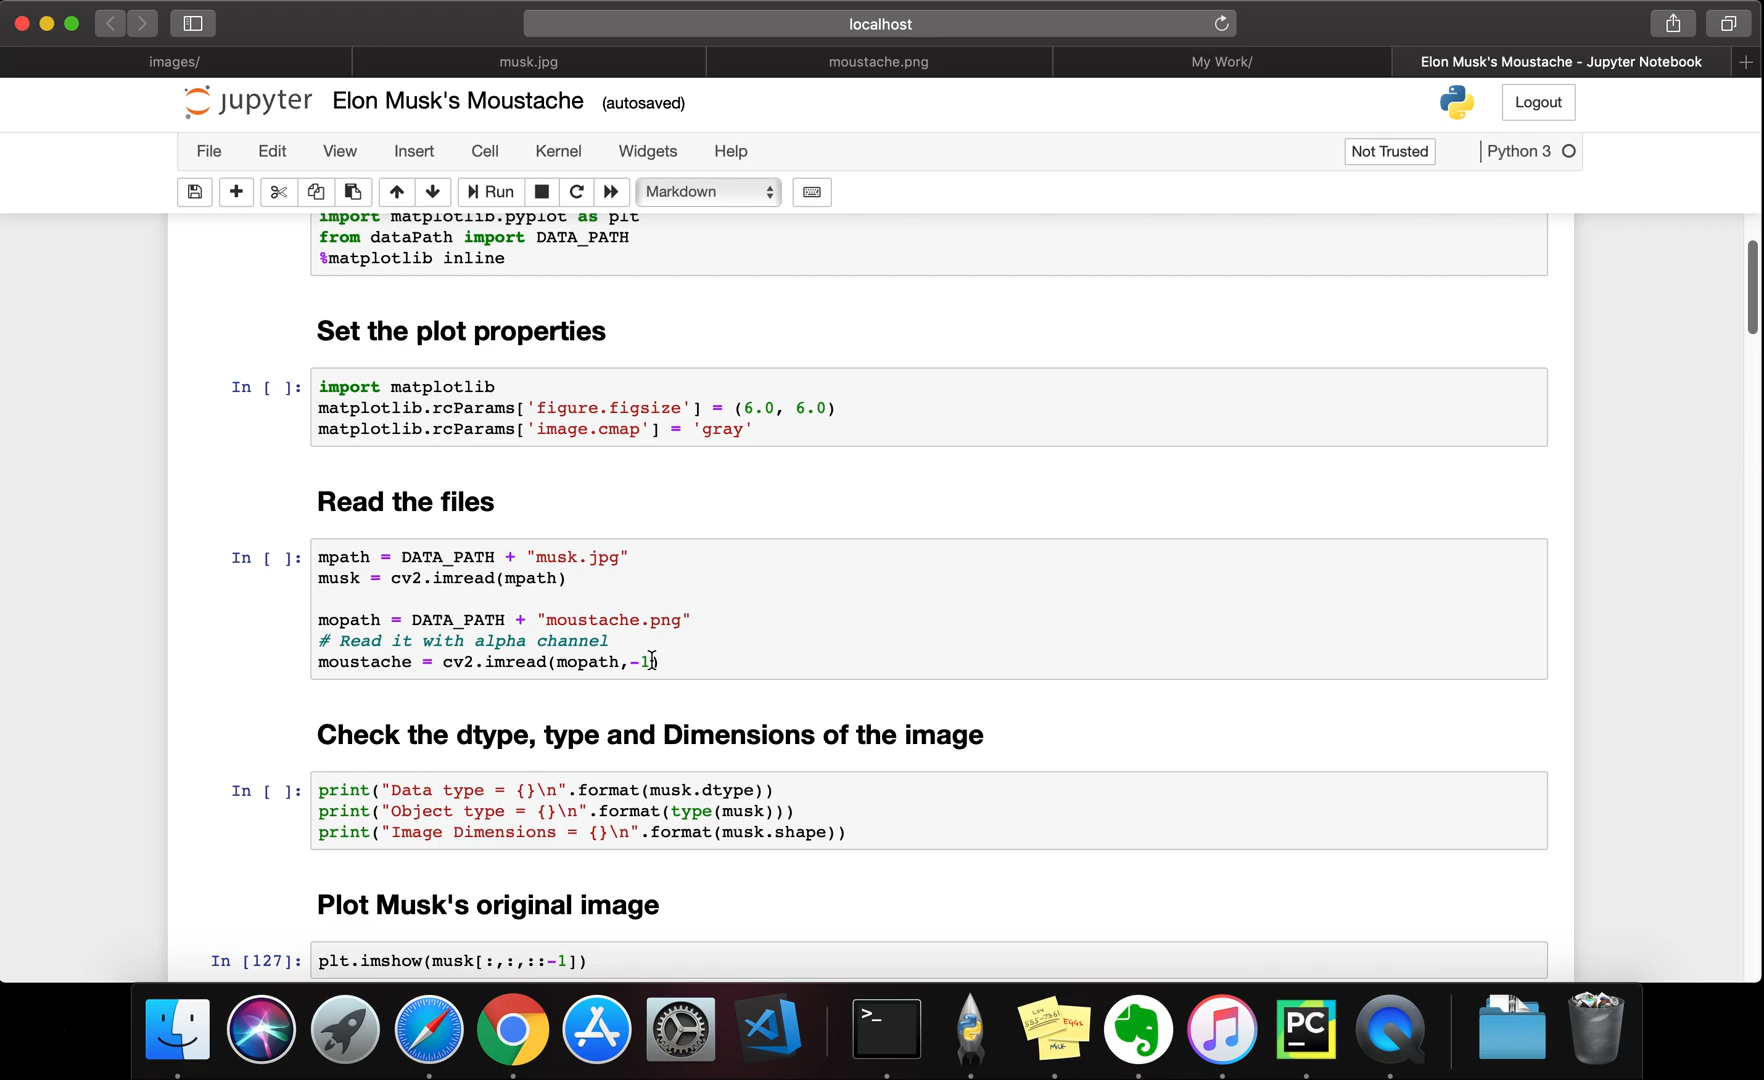 localhost
images/
musk.jpg
moustache.png
My Work/
Elon Musk's Moustache - Jupyter Notebook
jupyter Elon Musk's Moustache (autosaved)
Logout
File Edit View Insert Cell Kernel Widgets Help
Not Trusted
Python 3
Run
Markdown
import matplotlib.pyplot as plt
from dataPath import DATA_PATH
%matplotlib inline
Set the plot properties
In [ ]:
import matplotlib
matplotlib.rcParams['figure.figsize'] = (6.0, 6.0)
matplotlib.rcParams['image.cmap'] = 'gray'
Read the files
In [ ]:
mpath = DATA_PATH + "musk.jpg"
musk = cv2.imread(mpath)
mopath = DATA_PATH + "moustache.png"
# Read it with alpha channel
moustache = cv2.imread(mopath,-1)
Check the dtype, type and Dimensions of the image
In [ ]:
print("Data type = {}\n".format(musk.dtype))
print("Object type = {}\n".format(type(musk)))
print("Image Dimensions = {}\n".format(musk.shape))
Plot Musk's original image
In [127]:
plt.imshow(musk[:,:,::-1])
>_
PC